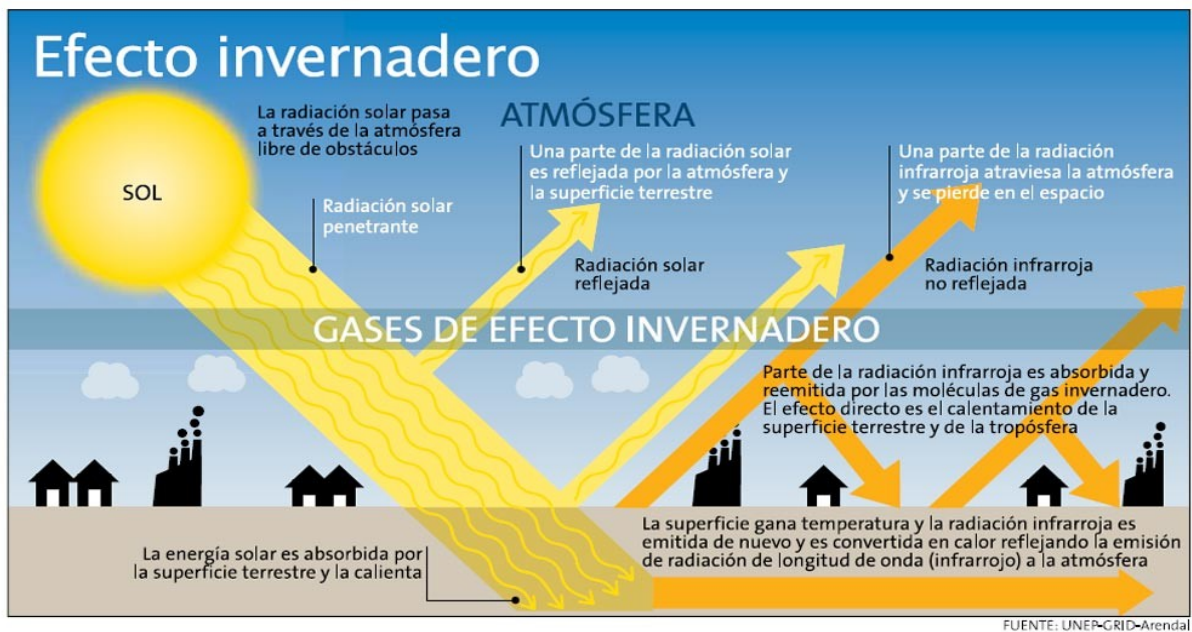 Efecto invernadero
La radiación solar pasa
a través de la atmósfera
libre de obstáculos
ATMÓSFERA
Una parte de la radiación solar
es reflejada por la atmósfera y
la superficie terrestre
Una parte de la radiación
infrarroja atraviesa la atmósfera
y se pierde en el espacio
SOL
Radiación solar
penetrante
Radiación solar
reflejada
Radiación infrarroja
no reflejada
GASES DE EFECTO INVERNADERO
Parte de la radiación infrarroja es absorbida y
reemitida por las moléculas de gas invernadero.
El efecto directo es el calentamiento de la
superficie terrestre y de la tropósfera
La energía solar es absorbida por
la superficie terrestre y la calienta
La superficie gana temperatura y la radiación infrarroja es
emitida de nuevo y es convertida en calor reflejando la emisión
de radiación de longitud de onda (infrarrojo) a la atmósfera
FUENTE: UNEP-GRID-Arendal